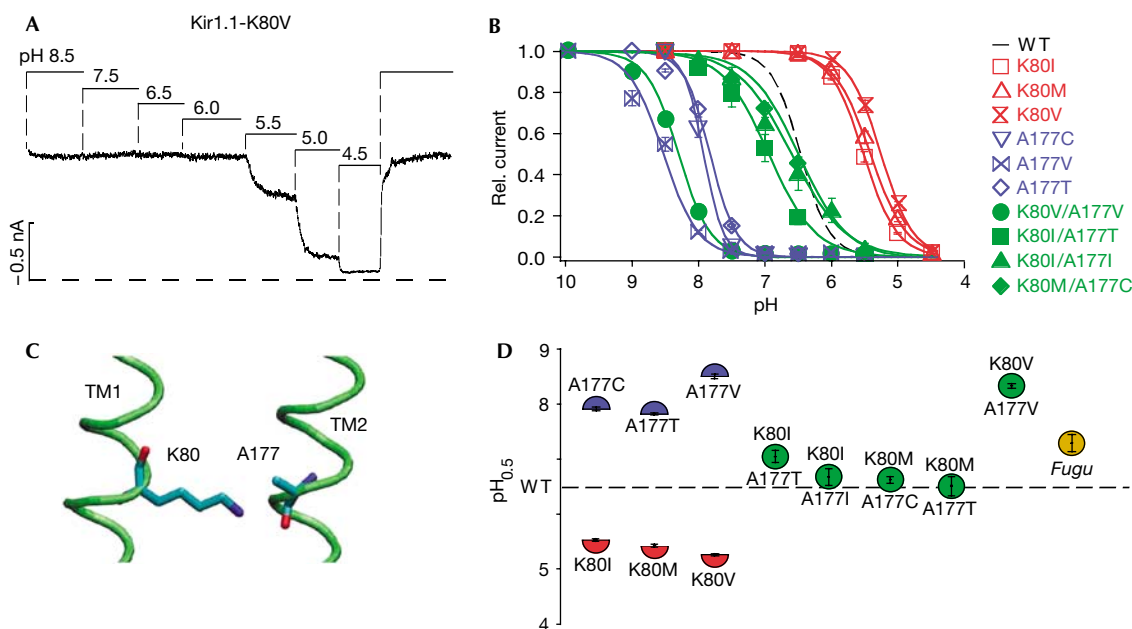 A
Kir1.1-K80V
pH 8.5
7.5
6.5
6.0
5.5
5.0
4.5
−0.5 nA
B
1.0
0.8
0.6
0.4
0.2
0.0
Rel. current
10
9
8
7
6
5
4
pH
WT
K80I
K80M
K80V
A177C
A177V
A177T
K80V/A177V
K80I/A177T
K80I/A177I
K80M/A177C
C
TM1
K80
A177
TM2
D
9
8
WT
5
4
pH0.5
A177C
A177T
A177V
K80I
K80M
K80V
K80I
A177T
K80I
A177I
K80M
A177C
K80M
A177T
K80V
A177V
Fugu